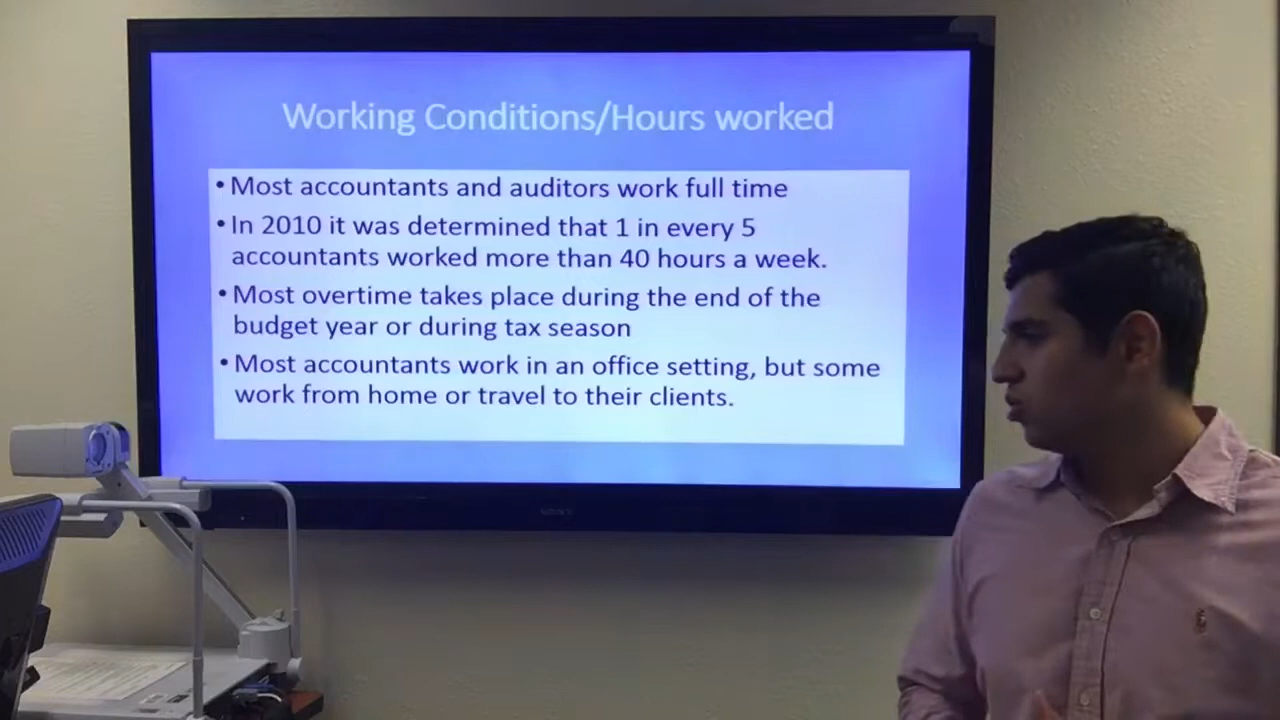 Working Conditions/Hours worked
• Most accountants and auditors work full time
• In 2010 it was determined that 1 in every 5
accountants worked more than 40 hours a week.
• Most overtime takes place during the end of the
budget year or during tax season
• Most accountants work in an office setting, but some
work from home or travel to their clients.
SONY